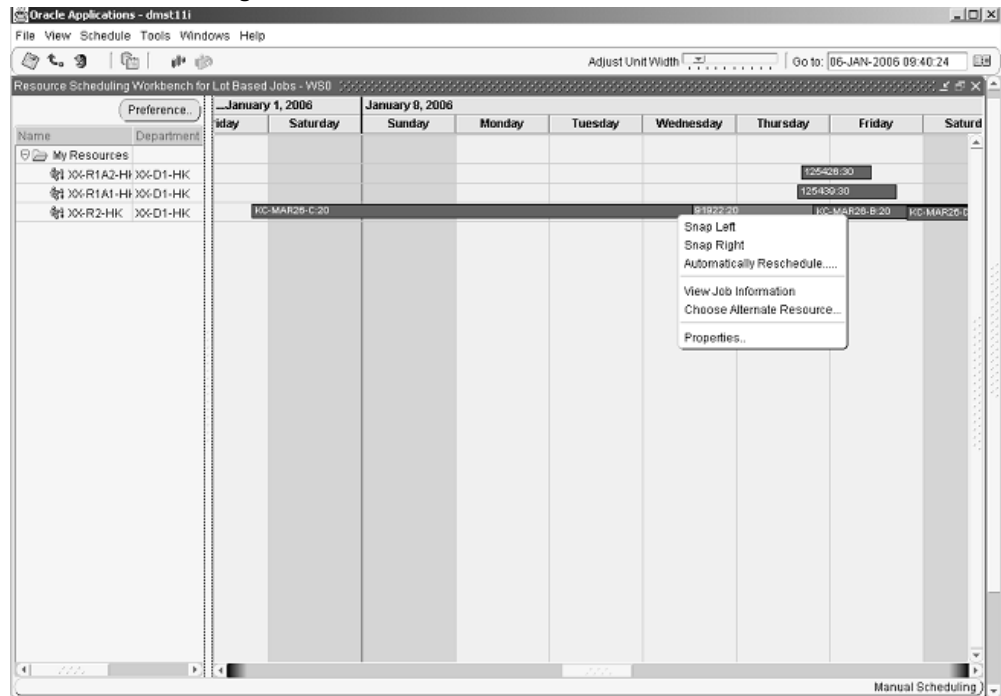 Oracle Applications - dmst11i
File View Schedule Tools Windows Help
Adjust Unit Width Go to: 06-JAN-2006 09:40:24
Resource Scheduling Workbench for Lot Based Jobs - WS0
Preference.. ...January 1, 2006 January 8, 2006
Name Department iday Saturday Sunday Monday Tuesday Wednesday Thursday Friday Saturd
My Resources
XX-R1A2-HK XX-D1-HK 125428:30
XX-R1A1-HK XX-D1-HK 125439:30
XX-R2-HK XX-D1-HK KC-MAR26-C:20 91922:20 KC-MAR26-B:20 KC-MAR26-C
Snap Left
Snap Right
Automatically Reschedule.....
View Job Information
Choose Alternate Resource...
Properties..
Manual Scheduling